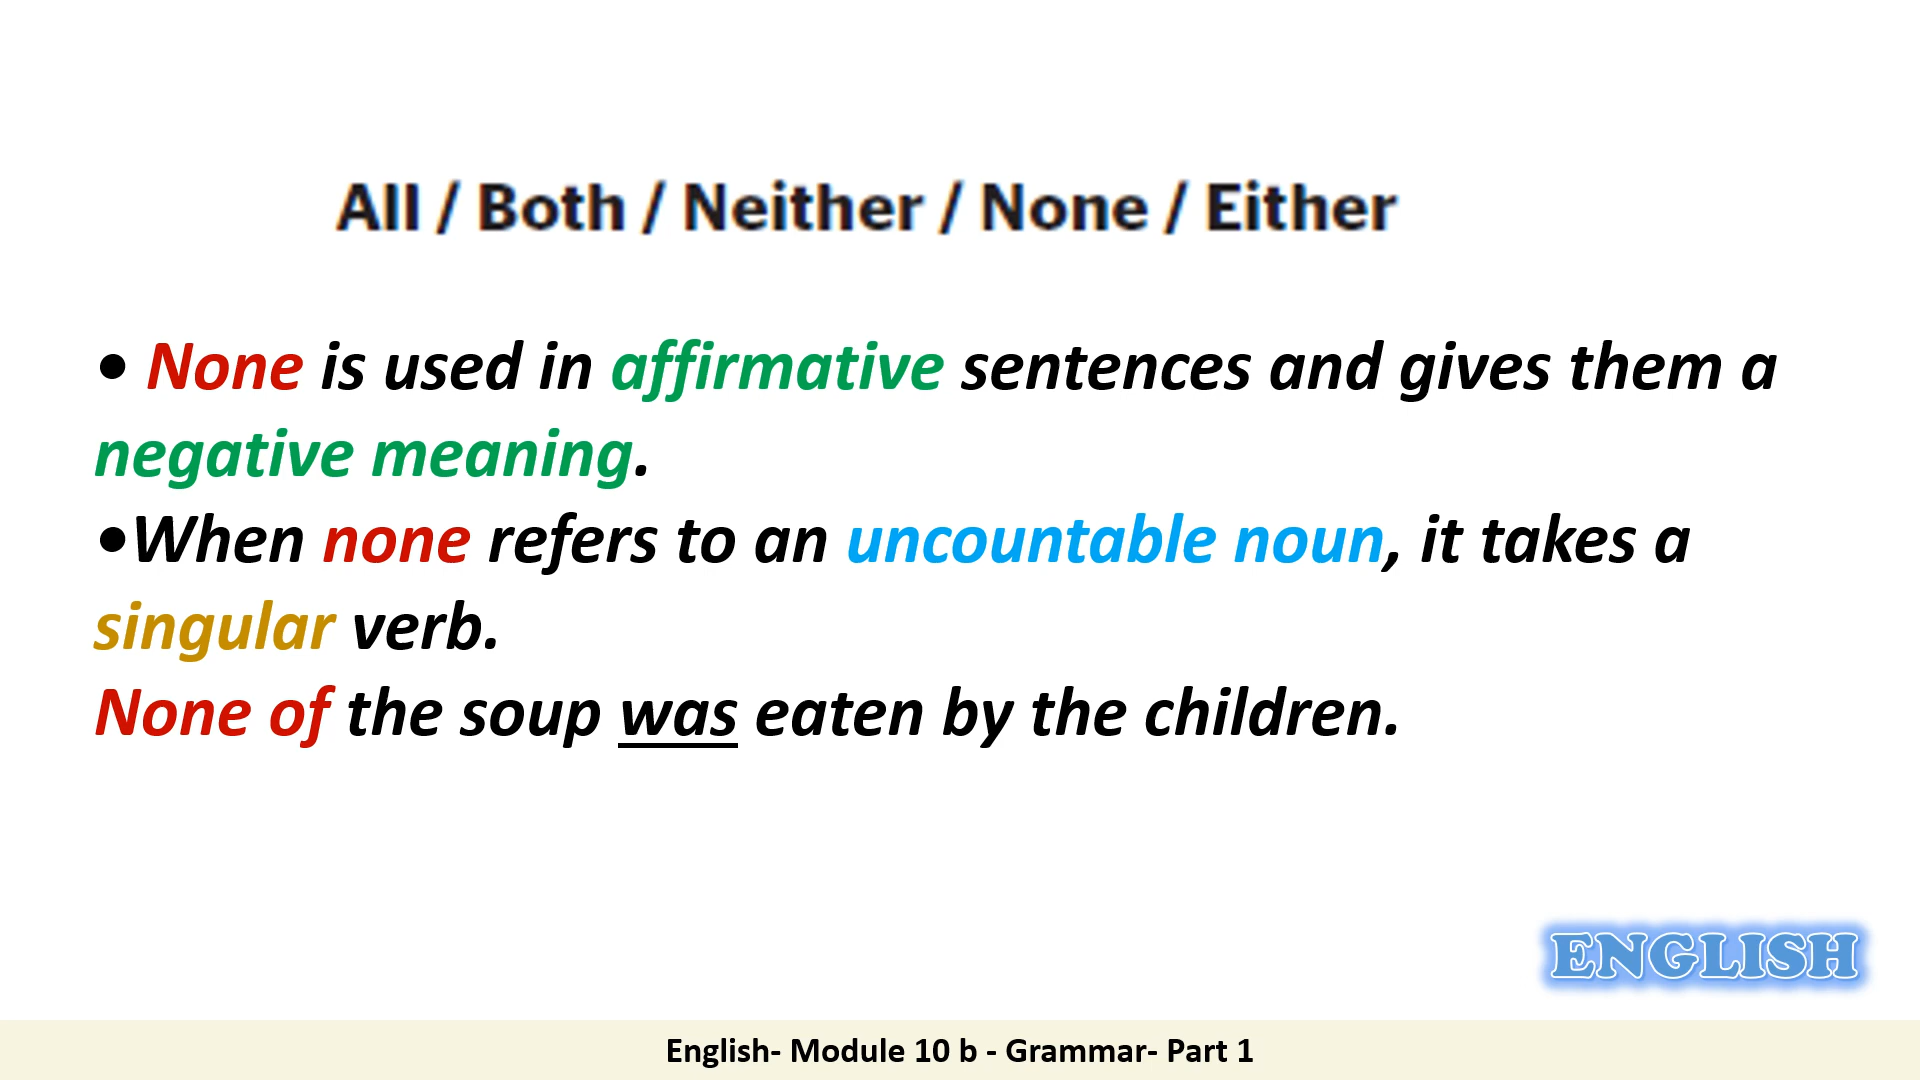 All / Both / Neither / None / Either
• None is used in affirmative sentences and gives them a
negative meaning.
•When none refers to an uncountable noun, it takes a
singular verb.
None of the soup was eaten by the children.
ENGLISH
English- Module 10 b - Grammar- Part 1